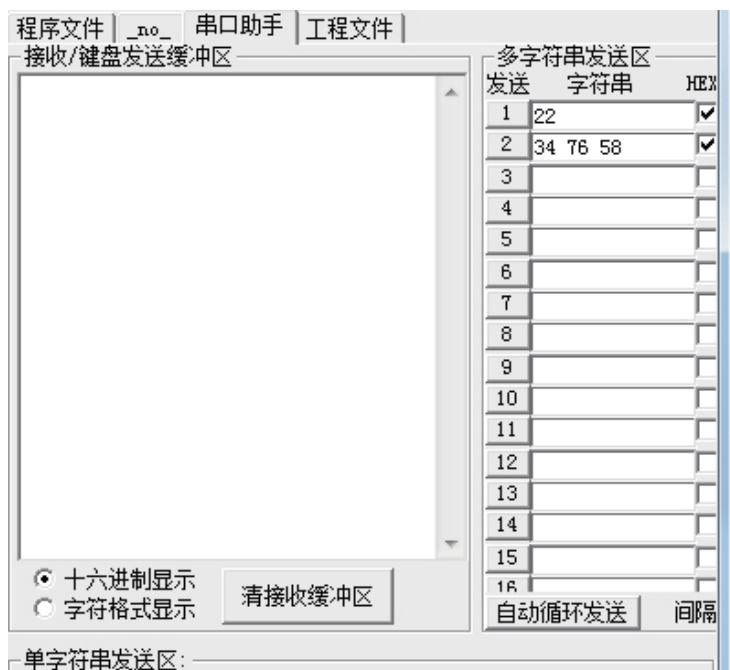 程序文件 _no_ 串口助手 工程文件
接收/键盘发送缓冲区
十六进制显示
字符格式显示
清接收缓冲区
多字符串发送区
发送 字符串 HEX
1 22
2 34 76 58
3
4
5
6
7
8
9
10
11
12
13
14
15
16
自动循环发送 间隔
单字符串发送区: